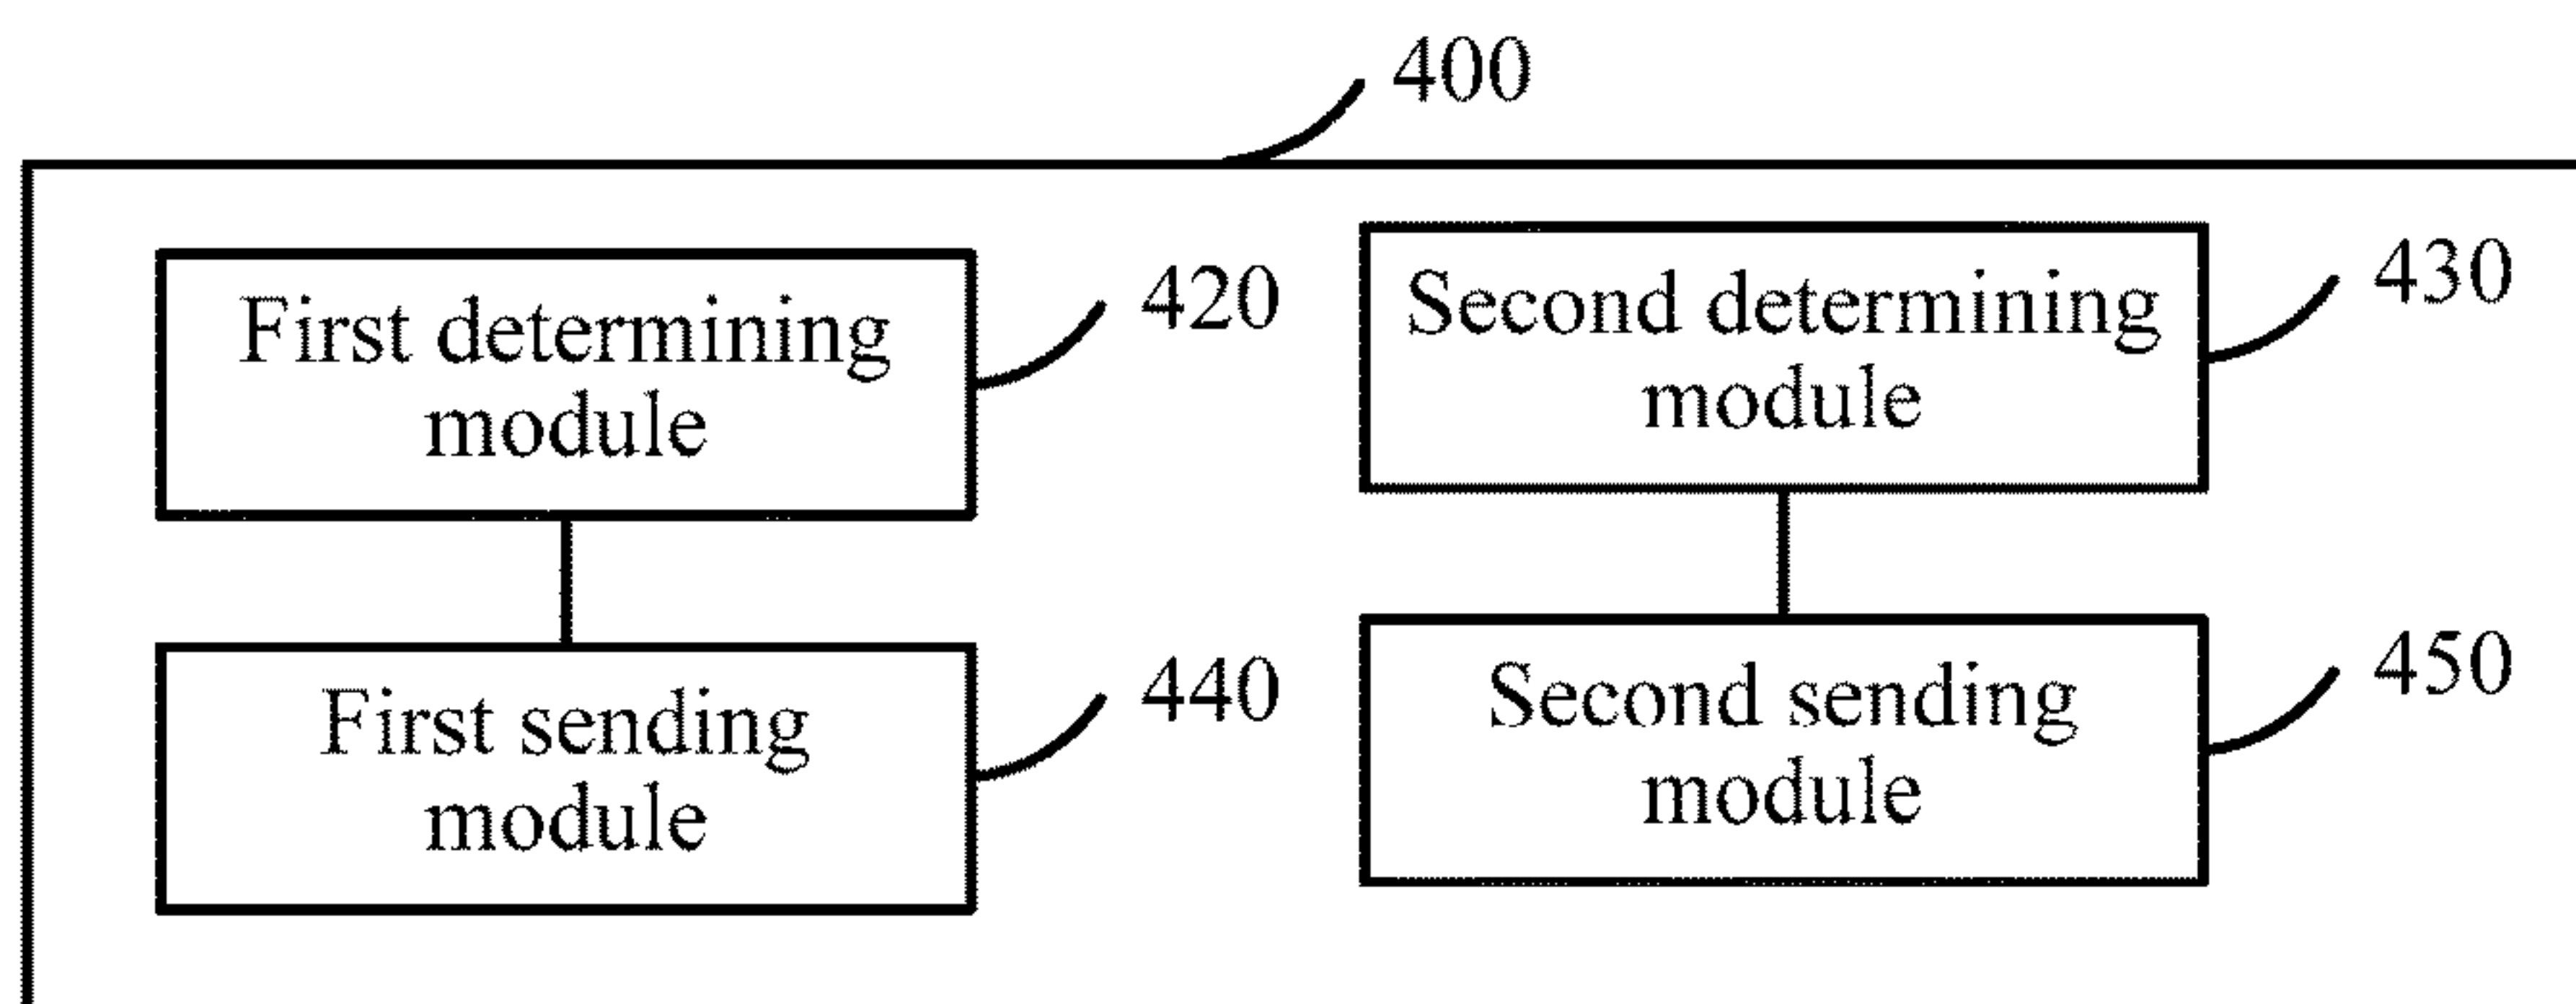 400
First determining
module
420
Second determining
module
430
First sending
module
440
Second sending
module
450